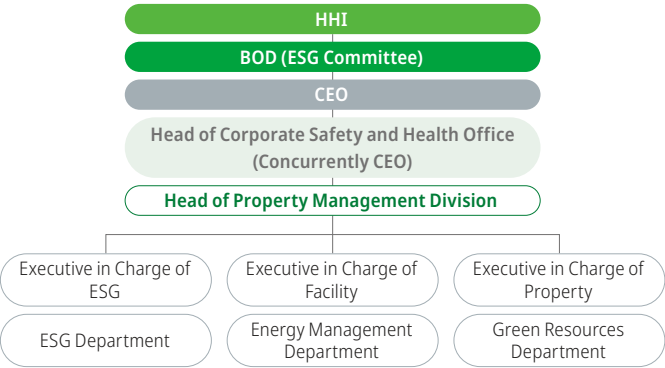 HHI
BOD (ESG Committee)
CEO
Head of Corporate Safety and Health Office
(Concurrently CEO)
Head of Property Management Division
Executive in Charge of
ESG
Executive in Charge of
Facility
Executive in Charge of
Property
ESG Department
Energy Management
Department
Green Resources
Department